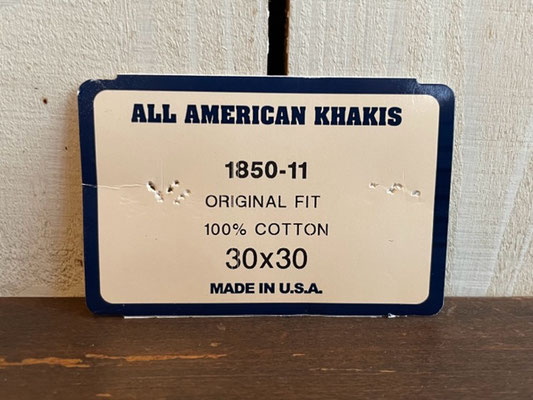 ALL AMERICAN KHAKIS
1850-11
ORIGINAL FIT
100% COTTON
30x30
MADE IN U.S.A.